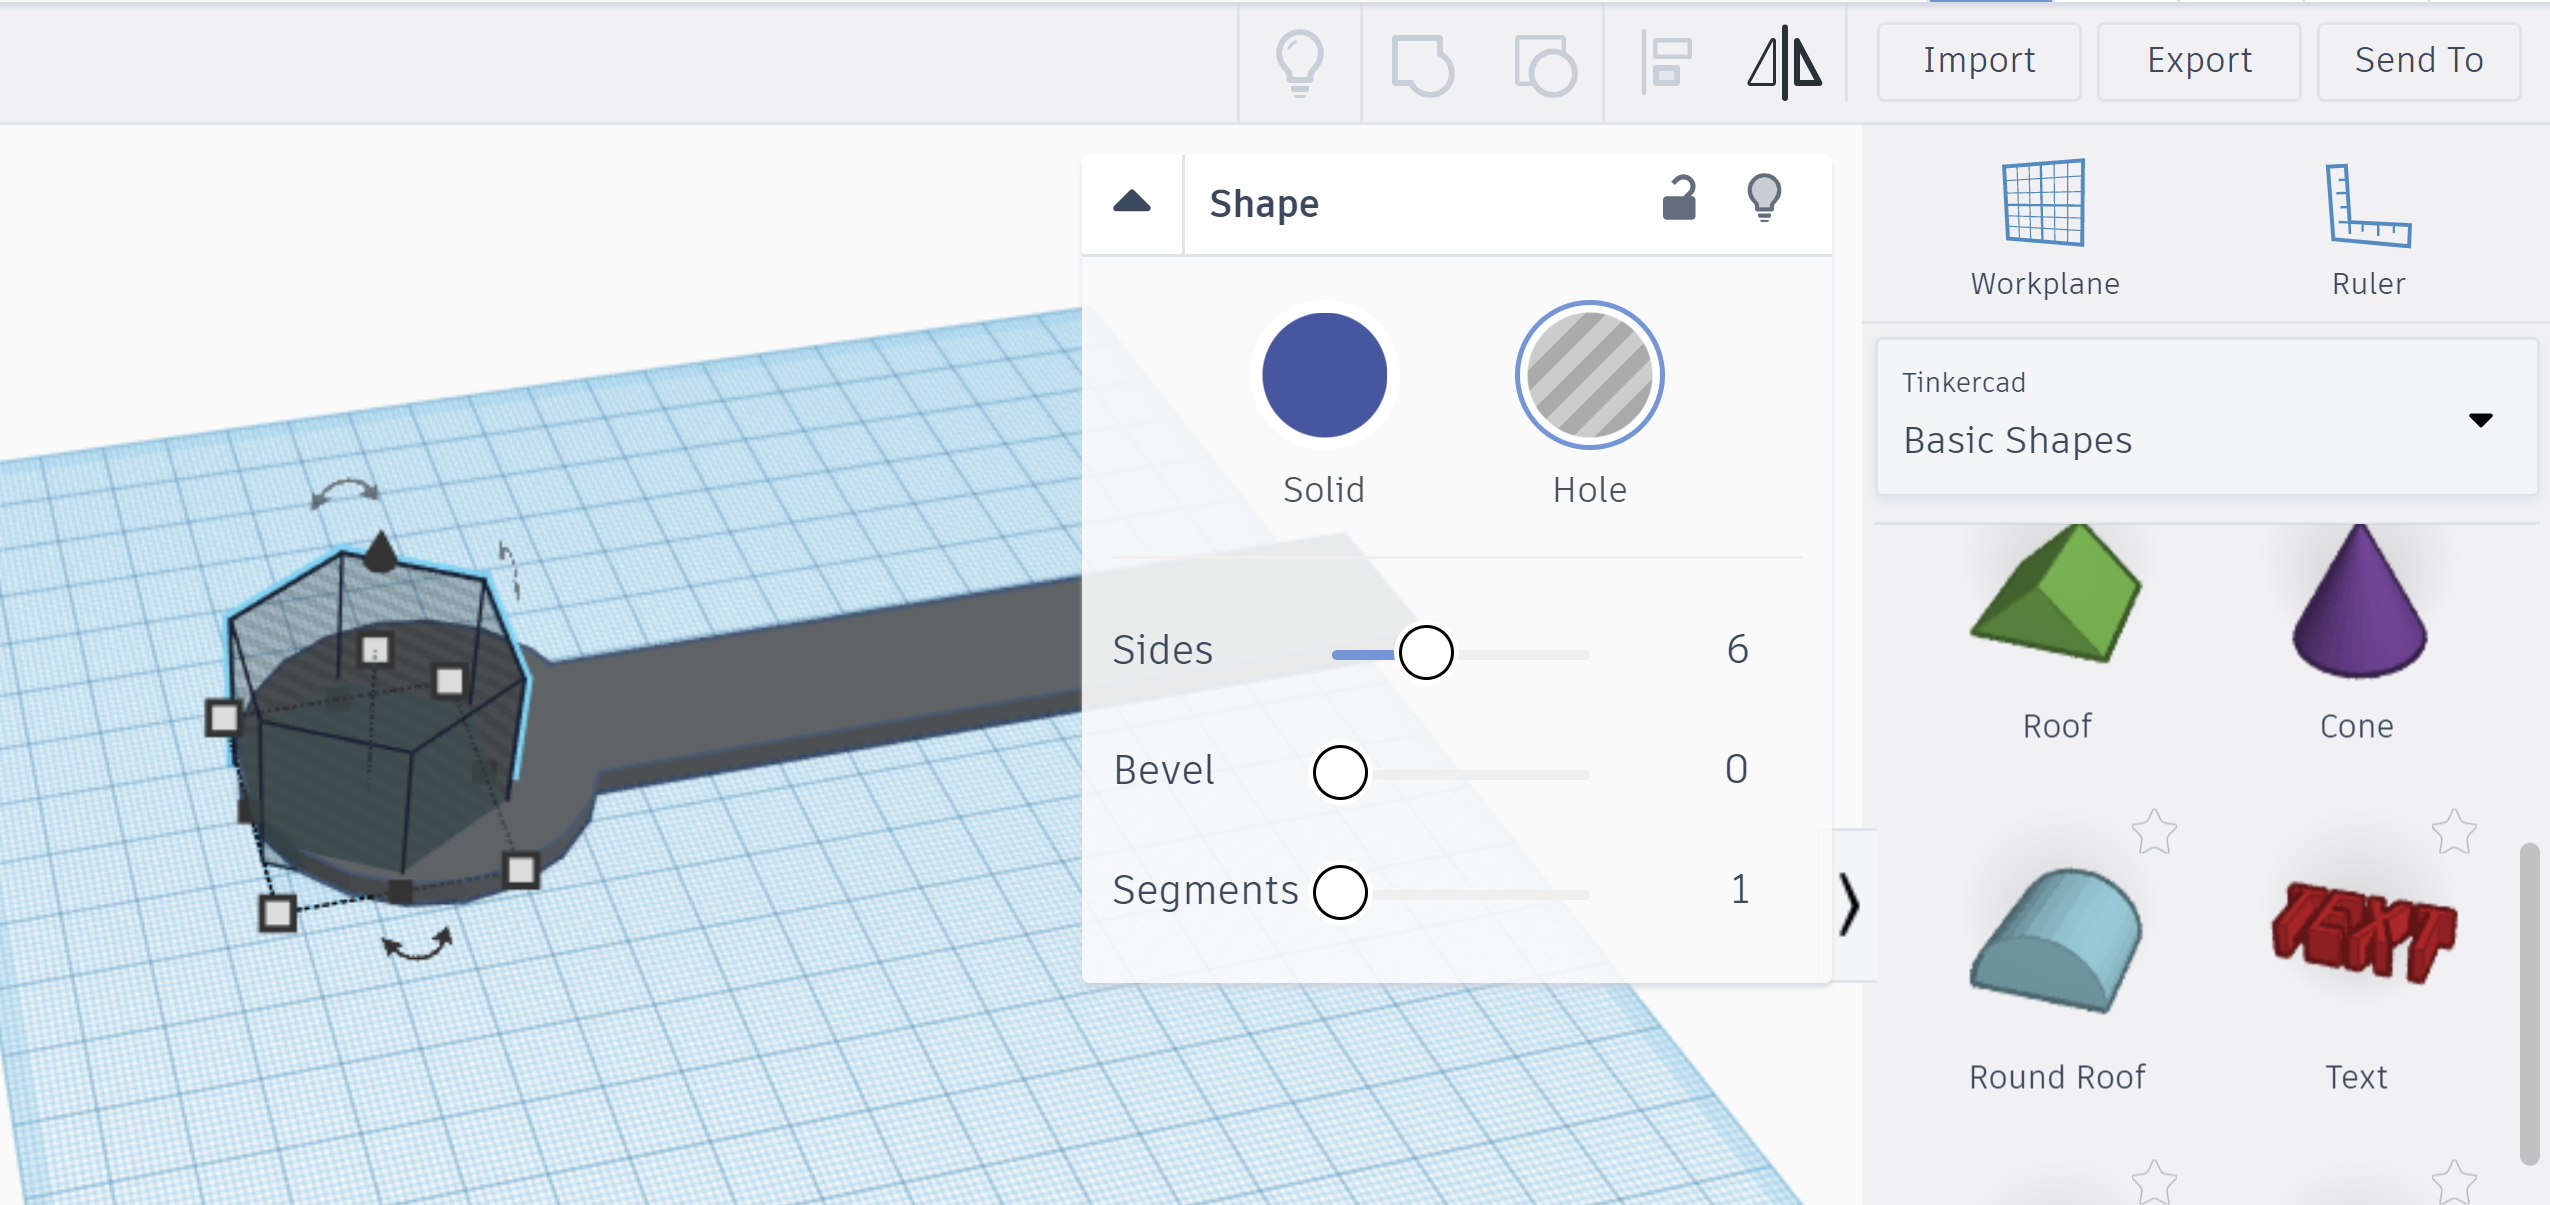 Import
Export
Send To
Shape
Workplane
Ruler
Solid
Hole
Tinkercad
Basic Shapes
Sides
6
Bevel
0
Segments
1
Roof
Cone
Round Roof
TEXT
Text